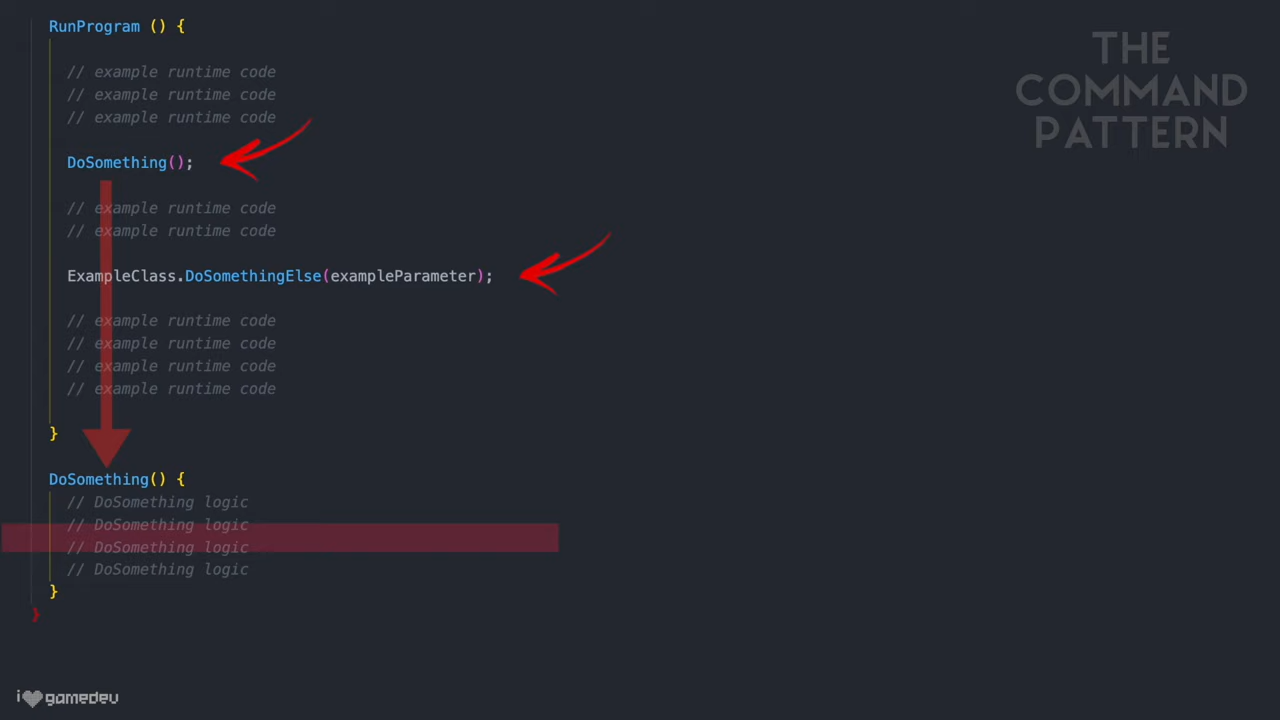 RunProgram () {
// example runtime code
// example runtime code
// example runtime code
DoSomething();
// example runtime code
// example runtime code
ExampleClass.DoSomethingElse(exampleParameter);
// example runtime code
// example runtime code
// example runtime code
// example runtime code
}
DoSomething() {
// DoSomething logic
// DoSomething logic
// DoSomething logic
// DoSomething logic
}
}
THE
COMMAND
PATTERN
i gamedev